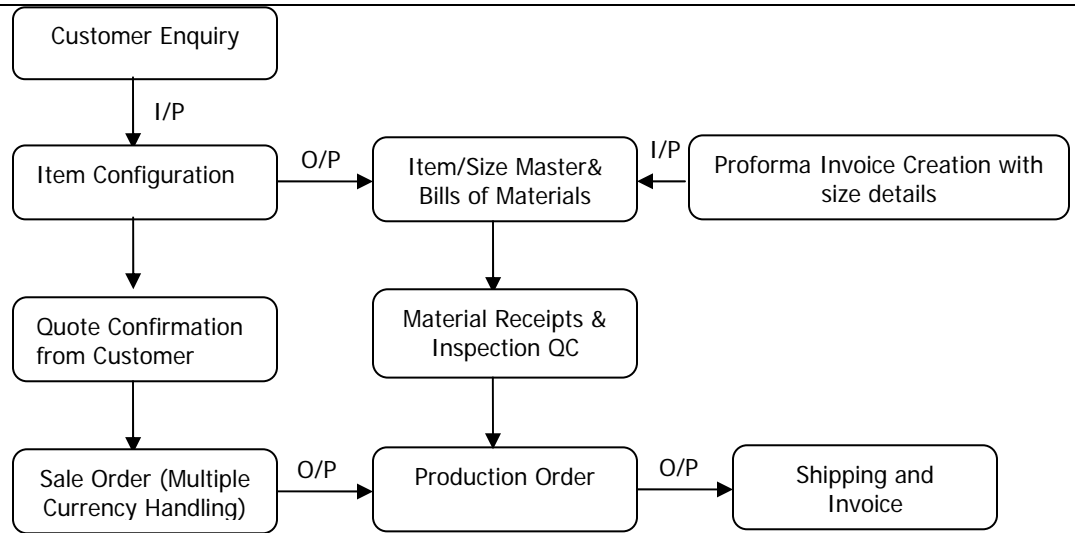 Customer Enquiry
I/P
Item Configuration
O/P
Item/Size Master&
Bills of Materials
I/P
Proforma Invoice Creation with
size details
Quote Confirmation
from Customer
Material Receipts &
Inspection QC
Sale Order (Multiple
Currency Handling)
O/P
Production Order
O/P
Shipping and
Invoice